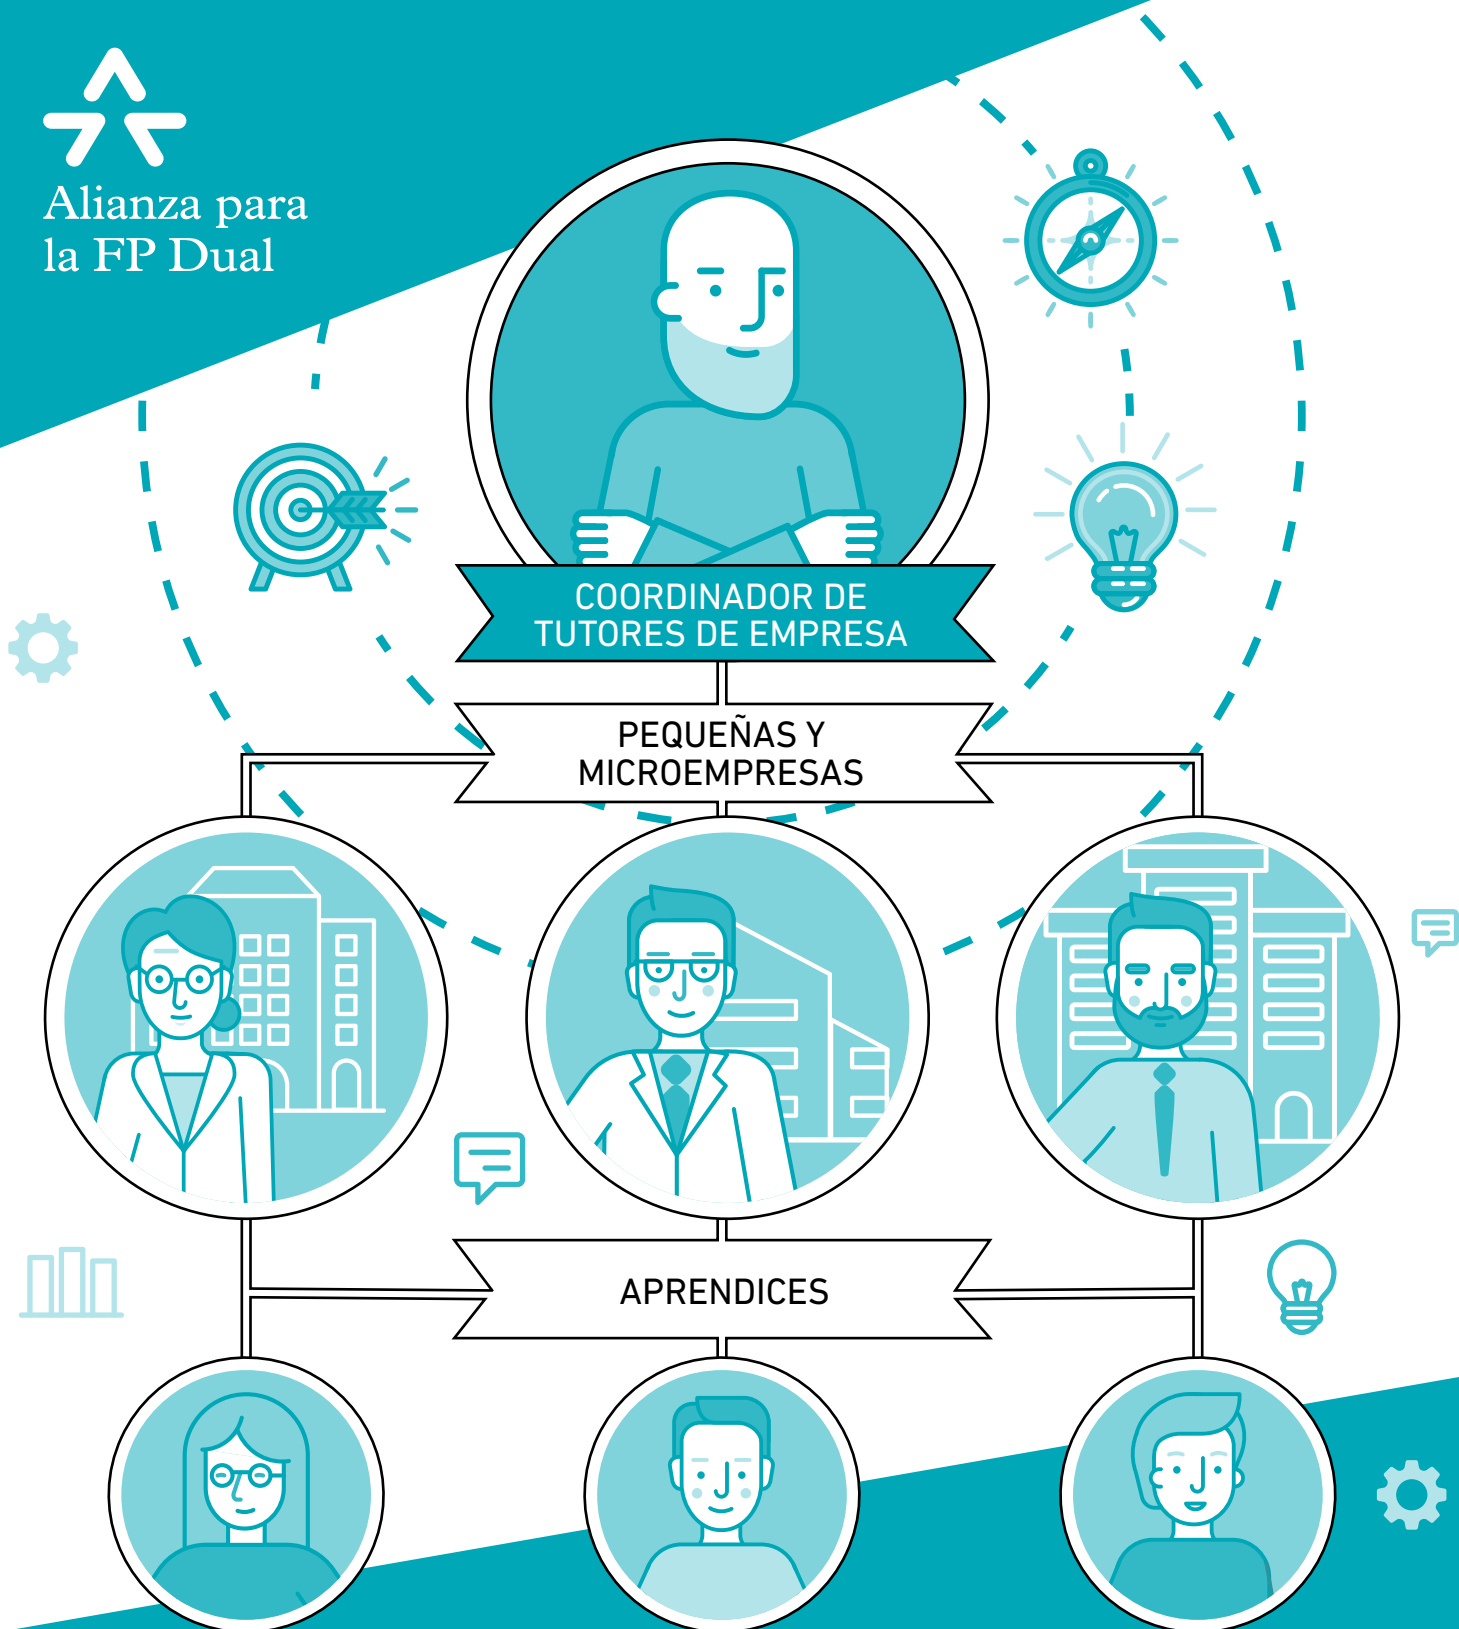 Alianza para
la FP Dual
COORDINADOR DE
TUTORES DE EMPRESA
PEQUEÑAS Y
MICROEMPRESAS
APRENDICES